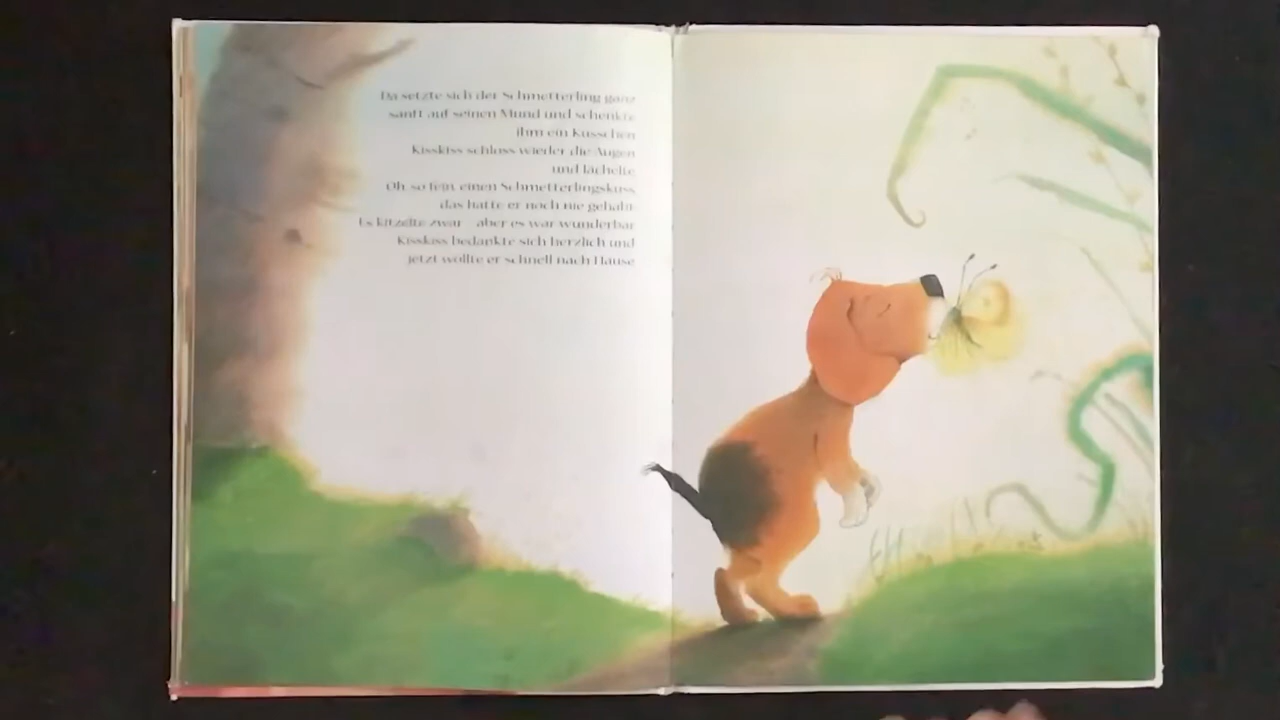 Da setzte sich der Schmetterling ganz
sanft auf seinen Mund und schenkte
ihm ein Küsschen
Kisskiss schloss wieder die Augen
und lächelte
Oh, so fein, einen Schmetterlingskuss
das hatte er noch nie gehabt
Es kitzelte zwar - aber es war wunderbar
Kisskiss bedankte sich herzlich und
jetzt wollte er schnell nach Hause